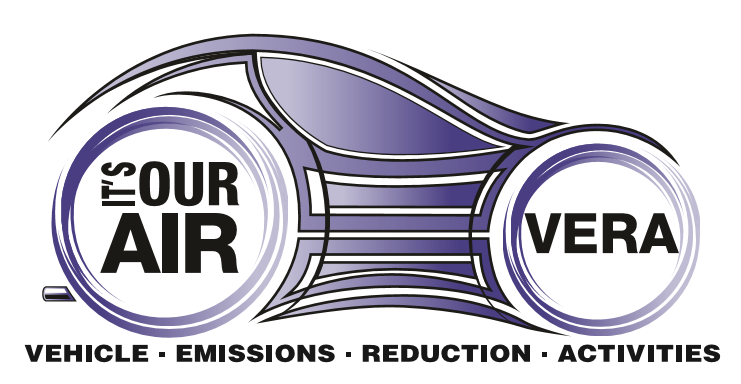 IT'S OUR
AIR
VERA
VEHICLE · EMISSIONS · REDUCTION · ACTIVITIES